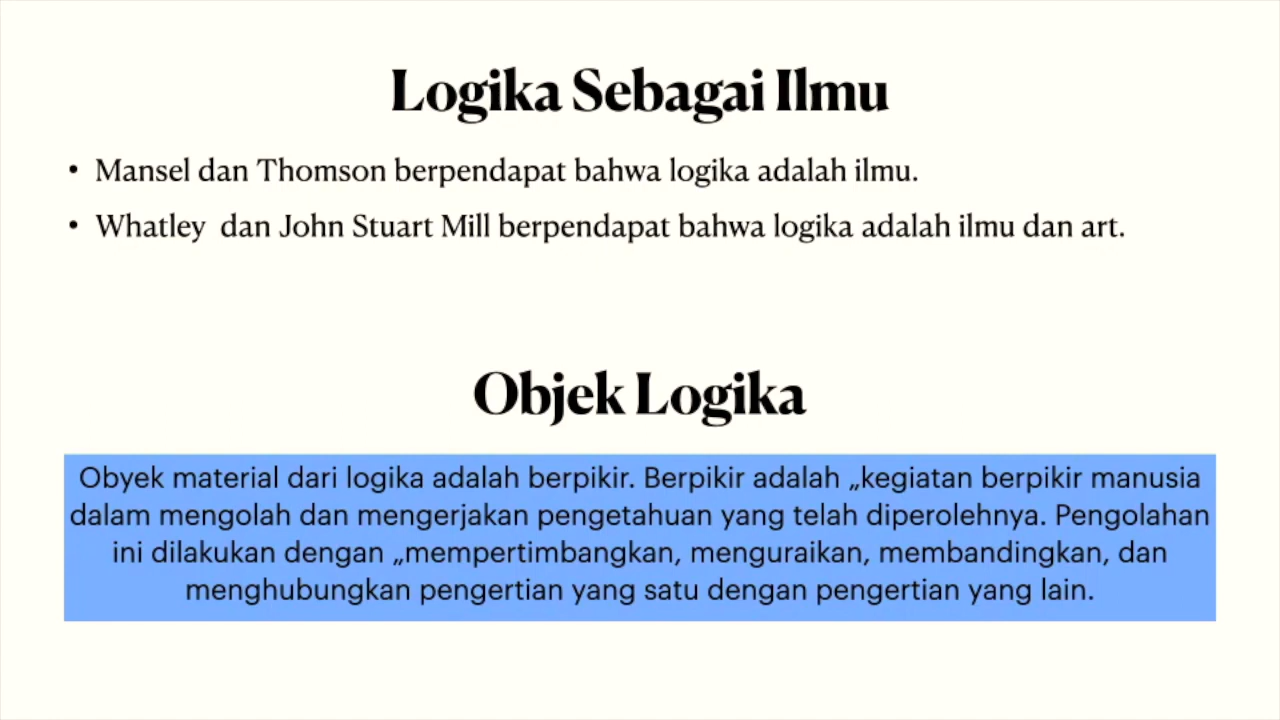 Logika Sebagai Ilmu
• Mansel dan Thomson berpendapat bahwa logika adalah ilmu.
• Whatley  dan John Stuart Mill berpendapat bahwa logika adalah ilmu dan art.
Objek Logika
Obyek material dari logika adalah berpikir. Berpikir adalah „kegiatan berpikir manusia
dalam mengolah dan mengerjakan pengetahuan yang telah diperolehnya. Pengolahan
ini dilakukan dengan „mempertimbangkan, menguraikan, membandingkan, dan
menghubungkan pengertian yang satu dengan pengertian yang lain.